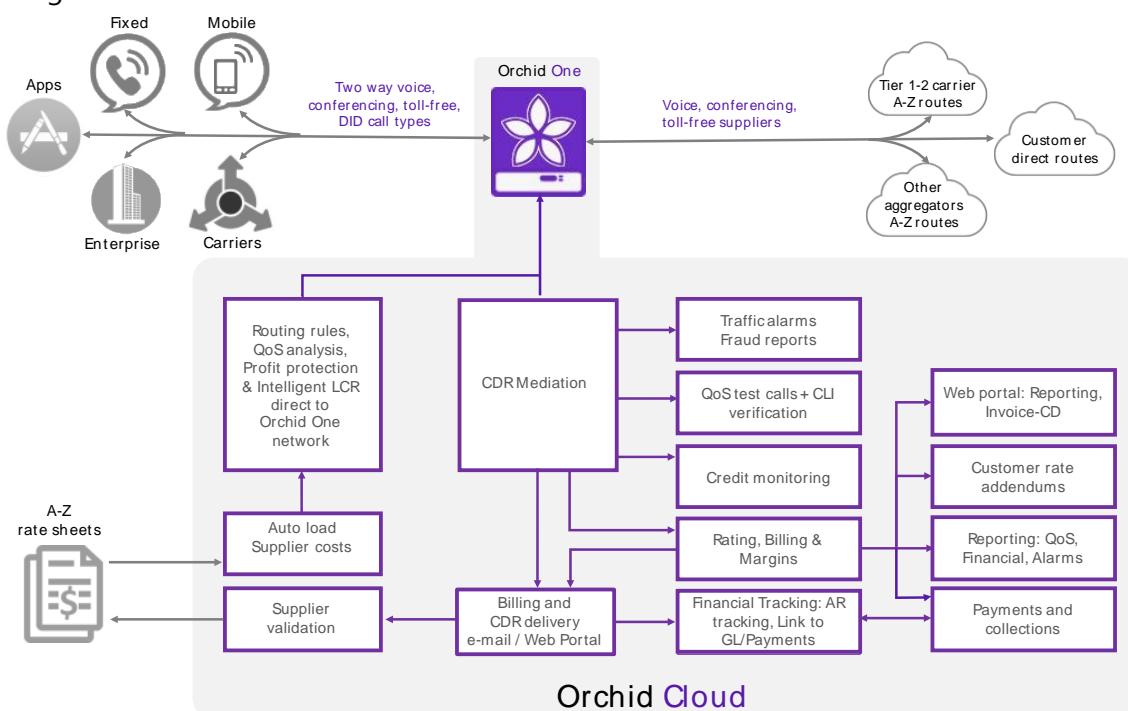 Fixed
Mobile
Apps
Enterprise
Carriers
Two way voice,
conferencing, toll-free,
DID call types
Orchid One
Voice, conferencing,
toll-free suppliers
Tier 1-2 carrier
A-Z routes
Customer
direct routes
Other
aggregators
A-Z routes
Routing rules,
QoS analysis,
Profit protection
& Intelligent LCR
direct to
Orchid One
network
CDR Mediation
Traffic alarms
Fraud reports
QoS test calls + CLI
verification
Credit monitoring
Web portal: Reporting,
Invoice-CD
Customer rate
addendums
A-Z
rate sheets
$
Auto load
Supplier costs
Rating, Billing &
Margins
Reporting: QoS,
Financial, Alarms
Supplier
validation
Billing and
CDR delivery
e-mail / Web Portal
Financial Tracking: AR
tracking, Link to
GL/Payments
Payments and
collections
Orchid Cloud